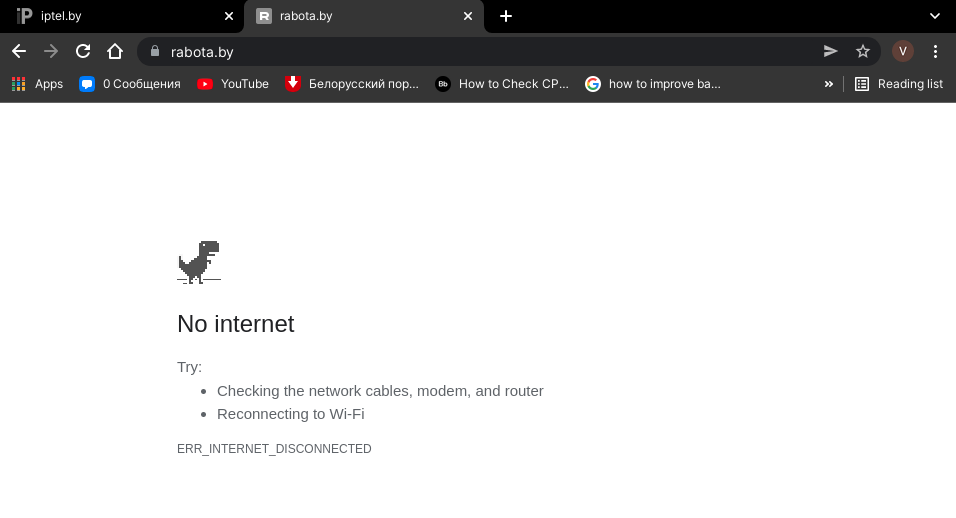 iptel.by
rabota.by
rabota.by
V
Apps
0 Сообщения
YouTube
Белорусский пор...
Bb
How to Check CP...
how to improve ba...
Reading list
No internet
Try:
Checking the network cables, modem, and router
Reconnecting to Wi-Fi
ERR_INTERNET_DISCONNECTED